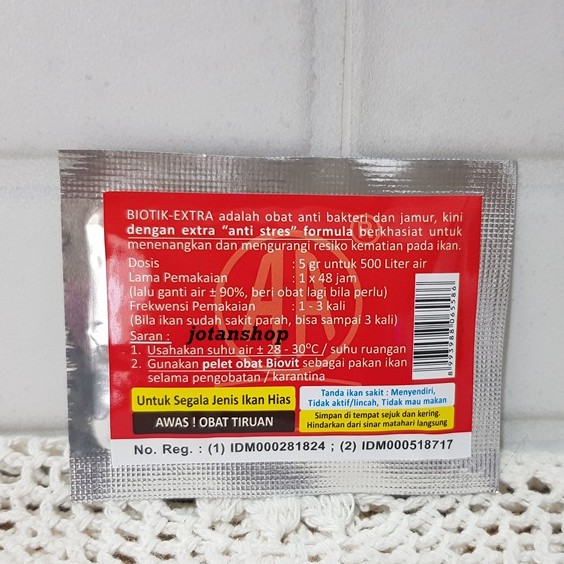 BIOTIK-EXTRA adalah obat anti bakteri dan jamur, kini
dengan extra “anti stres” formula berkhasiat untuk
menenangkan dan mengurangi resiko kematian pada ikan.
Dosis : 5 gr untuk 500 Liter air
Lama Pemakaian : 1 x 48 jam
(lalu ganti air ± 90%, beri obat lagi bila perlu)
Frekwensi Pemakaian : 1 - 3 kali
(Bila ikan sudah sakit parah, bisa sampai 3 kali)
jotanshop
Saran :
1. Usahakan suhu air ± 28 - 30°C / suhu ruangan
2. Gunakan pelet obat Biovit sebagai pakan ikan
selama pengobatan / karantina
8 973988 065586
Untuk Segala Jenis Ikan Hias
AWAS ! OBAT TIRUAN
Tanda ikan sakit : Menyendiri,
Tidak aktif/lincah, Tidak mau makan
Simpan di tempat sejuk dan kering.
Hindarkan dari sinar matahari langsung
No. Reg. : (1) IDM000281824 ; (2) IDM000518717
®